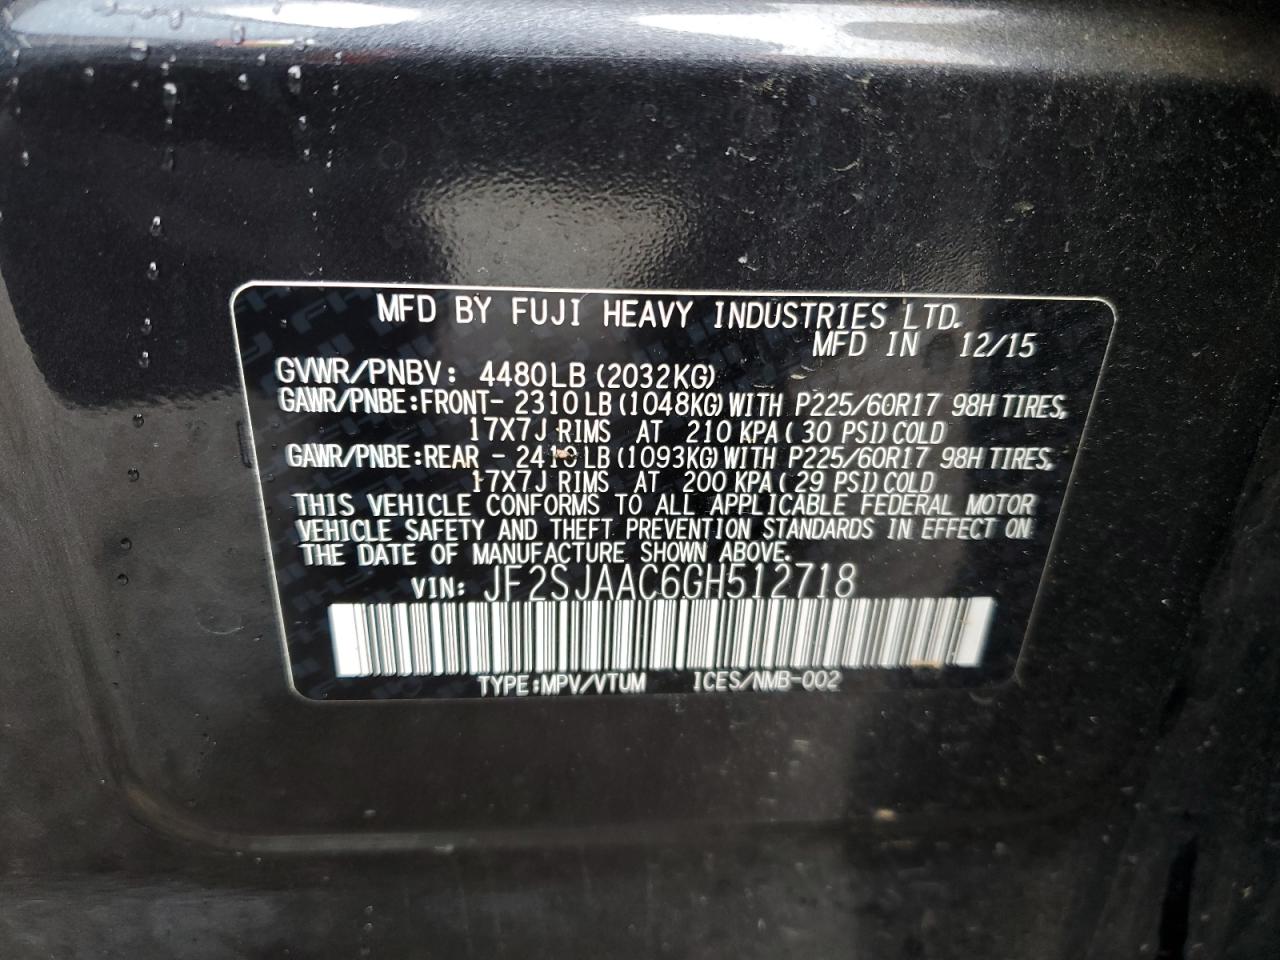 MFD BY FUJI HEAVY INDUSTRIES LTD.
MFD IN 12/15
GVWR/PNBV: 4480LB (2032KG)
GAWR/PNBE:FRONT- 2310LB (1048KG) WITH P225/60R17 98H TIRES,
17X7J RIMS AT 210 KPA (30 PSI) COLD
GAWR/PNBE:REAR - 2410LB (1093KG) WITH P225/60R17 98H TIRES,
17X7J RIMS AT 200 KPA (29 PSI) COLD
THIS VEHICLE CONFORMS TO ALL APPLICABLE FEDERAL MOTOR
VEHICLE SAFETY AND THEFT PREVENTION STANDARDS IN EFFECT ON
THE DATE OF MANUFACTURE SHOWN ABOVE.
VIN: JF2SJAAC6GH512718
TYPE:MPV/VTUM ICES/NMB-002